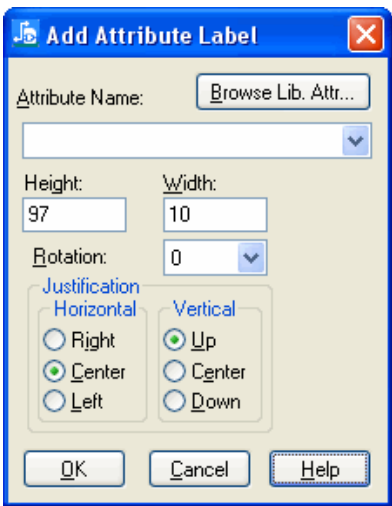 Add Attribute Label
Attribute Name:
Browse Lib. Attr...
Height:
Width:
97
10
Rotation:
0
Justification
Horizontal
Vertical
Right
Up
Center
Center
Left
Down
OK
Cancel
Help